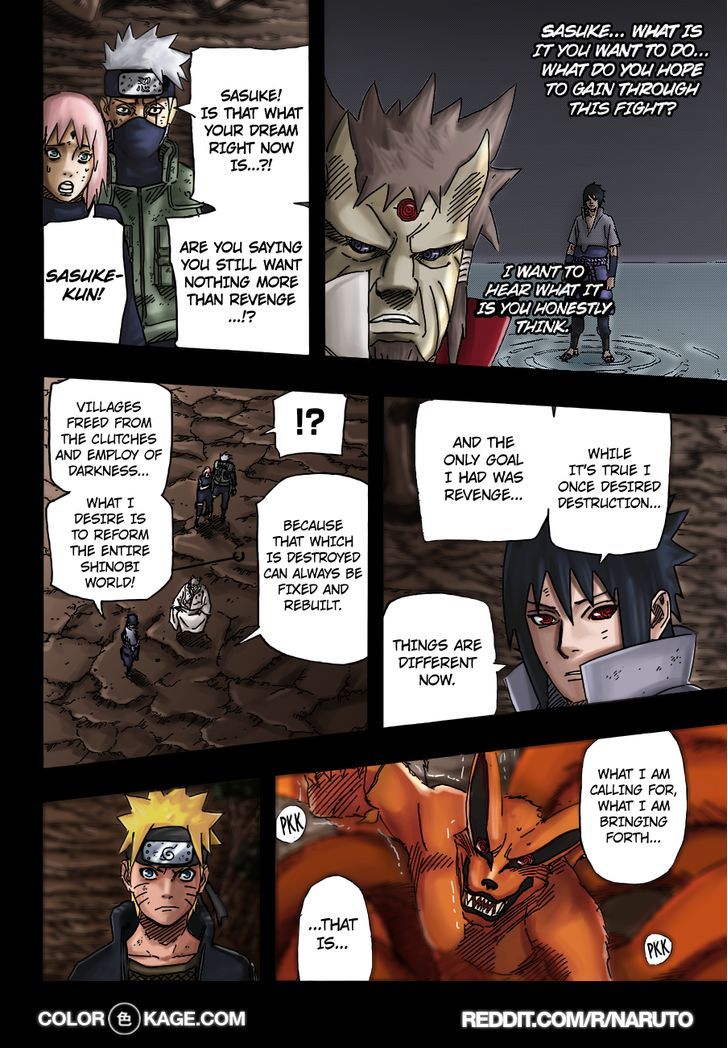 SASUKE... WHAT IS
IT YOU WANT TO DO...
WHAT DO YOU HOPE
TO GAIN THROUGH
THIS FIGHT?
I WANT TO
HEAR WHAT IT
IS YOU HONESTLY
THINK.
SASUKE!
IS THAT WHAT
YOUR DREAM
RIGHT NOW
IS...?!
ARE YOU SAYING
YOU STILL WANT
NOTHING MORE
THAN REVENGE
...!?
SASUKE-
KUN!
WHILE
IT'S TRUE I
ONCE DESIRED
DESTRUCTION...
AND THE
ONLY GOAL
I HAD WAS
REVENGE...
THINGS ARE
DIFFERENT
NOW.
!?
BECAUSE
THAT WHICH
IS DESTROYED
CAN ALWAYS BE
FIXED AND
REBUILT.
VILLAGES
FREED FROM
THE CLUTCHES
AND EMPLOY OF
DARKNESS...
WHAT I
DESIRE IS
TO REFORM
THE ENTIRE
SHINOBI
WORLD!
WHAT I AM
CALLING FOR,
WHAT I AM
BRINGING
FORTH...
PKK
PKK
...THAT
IS...
COLOR 色 KAGE.COM
REDDIT.COM/R/NARUTO